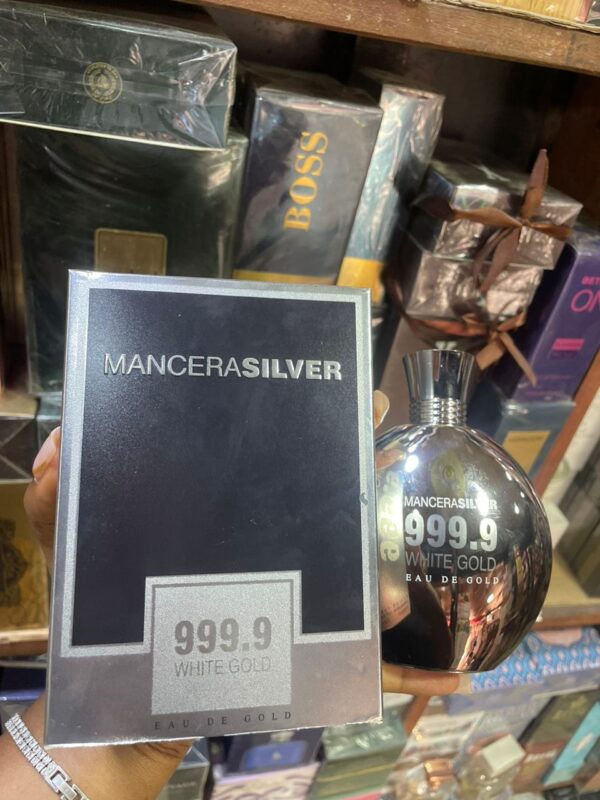 BOSS
MANCERASILVER
999.9
WHITE GOLD
EAU DE GOLD
MANCERASILVER
999.9
WHITE GOLD
EAU DE GOLD